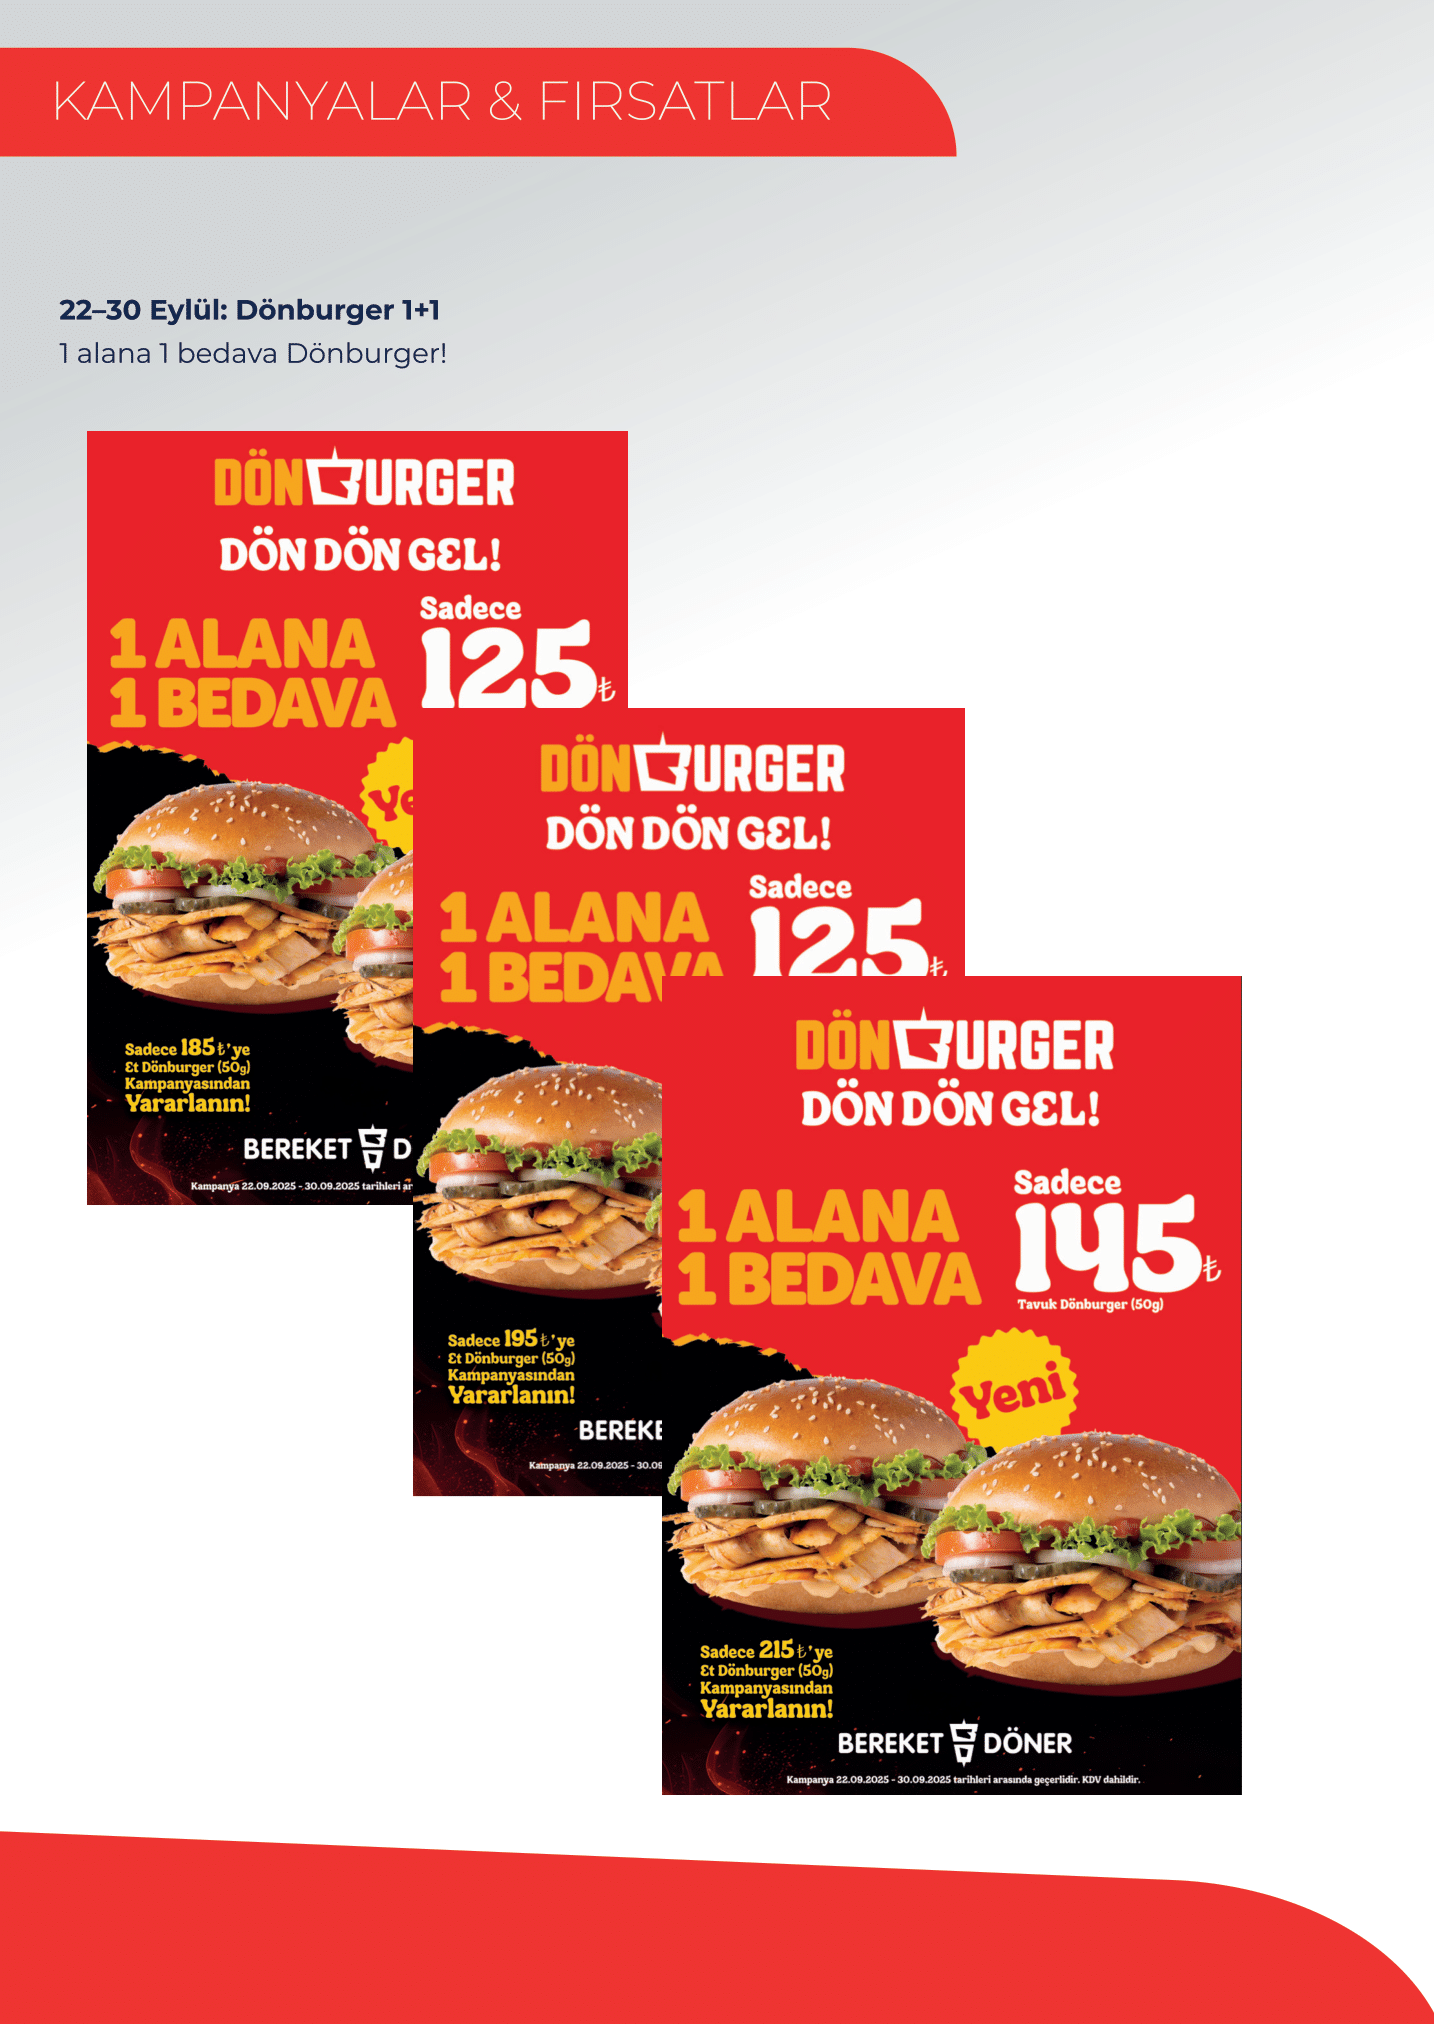 KAMPANYALAR & FIRSATLAR
22–30 Eylül: Dönburger 1+1
1 alana 1 bedava Dönburger!
DÖNBURGER
DÖN DÖN GEL!
1 ALANA
1 BEDAVA
Sadece
125₺
Sadece 185₺'ye
Et Dönburger (50g)
Kampanyasından
Yararlanın!
BEREKET D
Kampanya 22.09.2025 - 30.09.2025 tarihleri ar
DÖNBURGER
DÖN DÖN GEL!
1 ALANA
1 BEDAVA
Sadece
125₺
Sadece 195₺'ye
Et Dönburger (50g)
Kampanyasından
Yararlanın!
BEREKE
Kampanya 22.09.2025 - 30.09
DÖNBURGER
DÖN DÖN GEL!
1 ALANA
1 BEDAVA
Sadece
145₺
Tavuk Dönburger (50g)
Yeni
Sadece 215₺'ye
Et Dönburger (50g)
Kampanyasından
Yararlanın!
BEREKET DÖNER
Kampanya 22.09.2025 - 30.09.2025 tarihleri arasında geçerlidir. KDV dahildir.